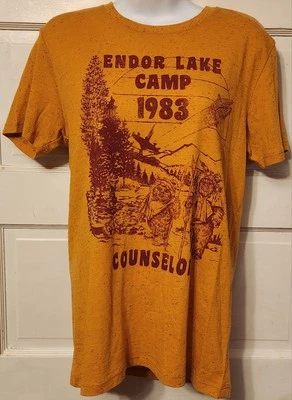 ENDOR LAKE
CAMP
1983
COUNSELOR